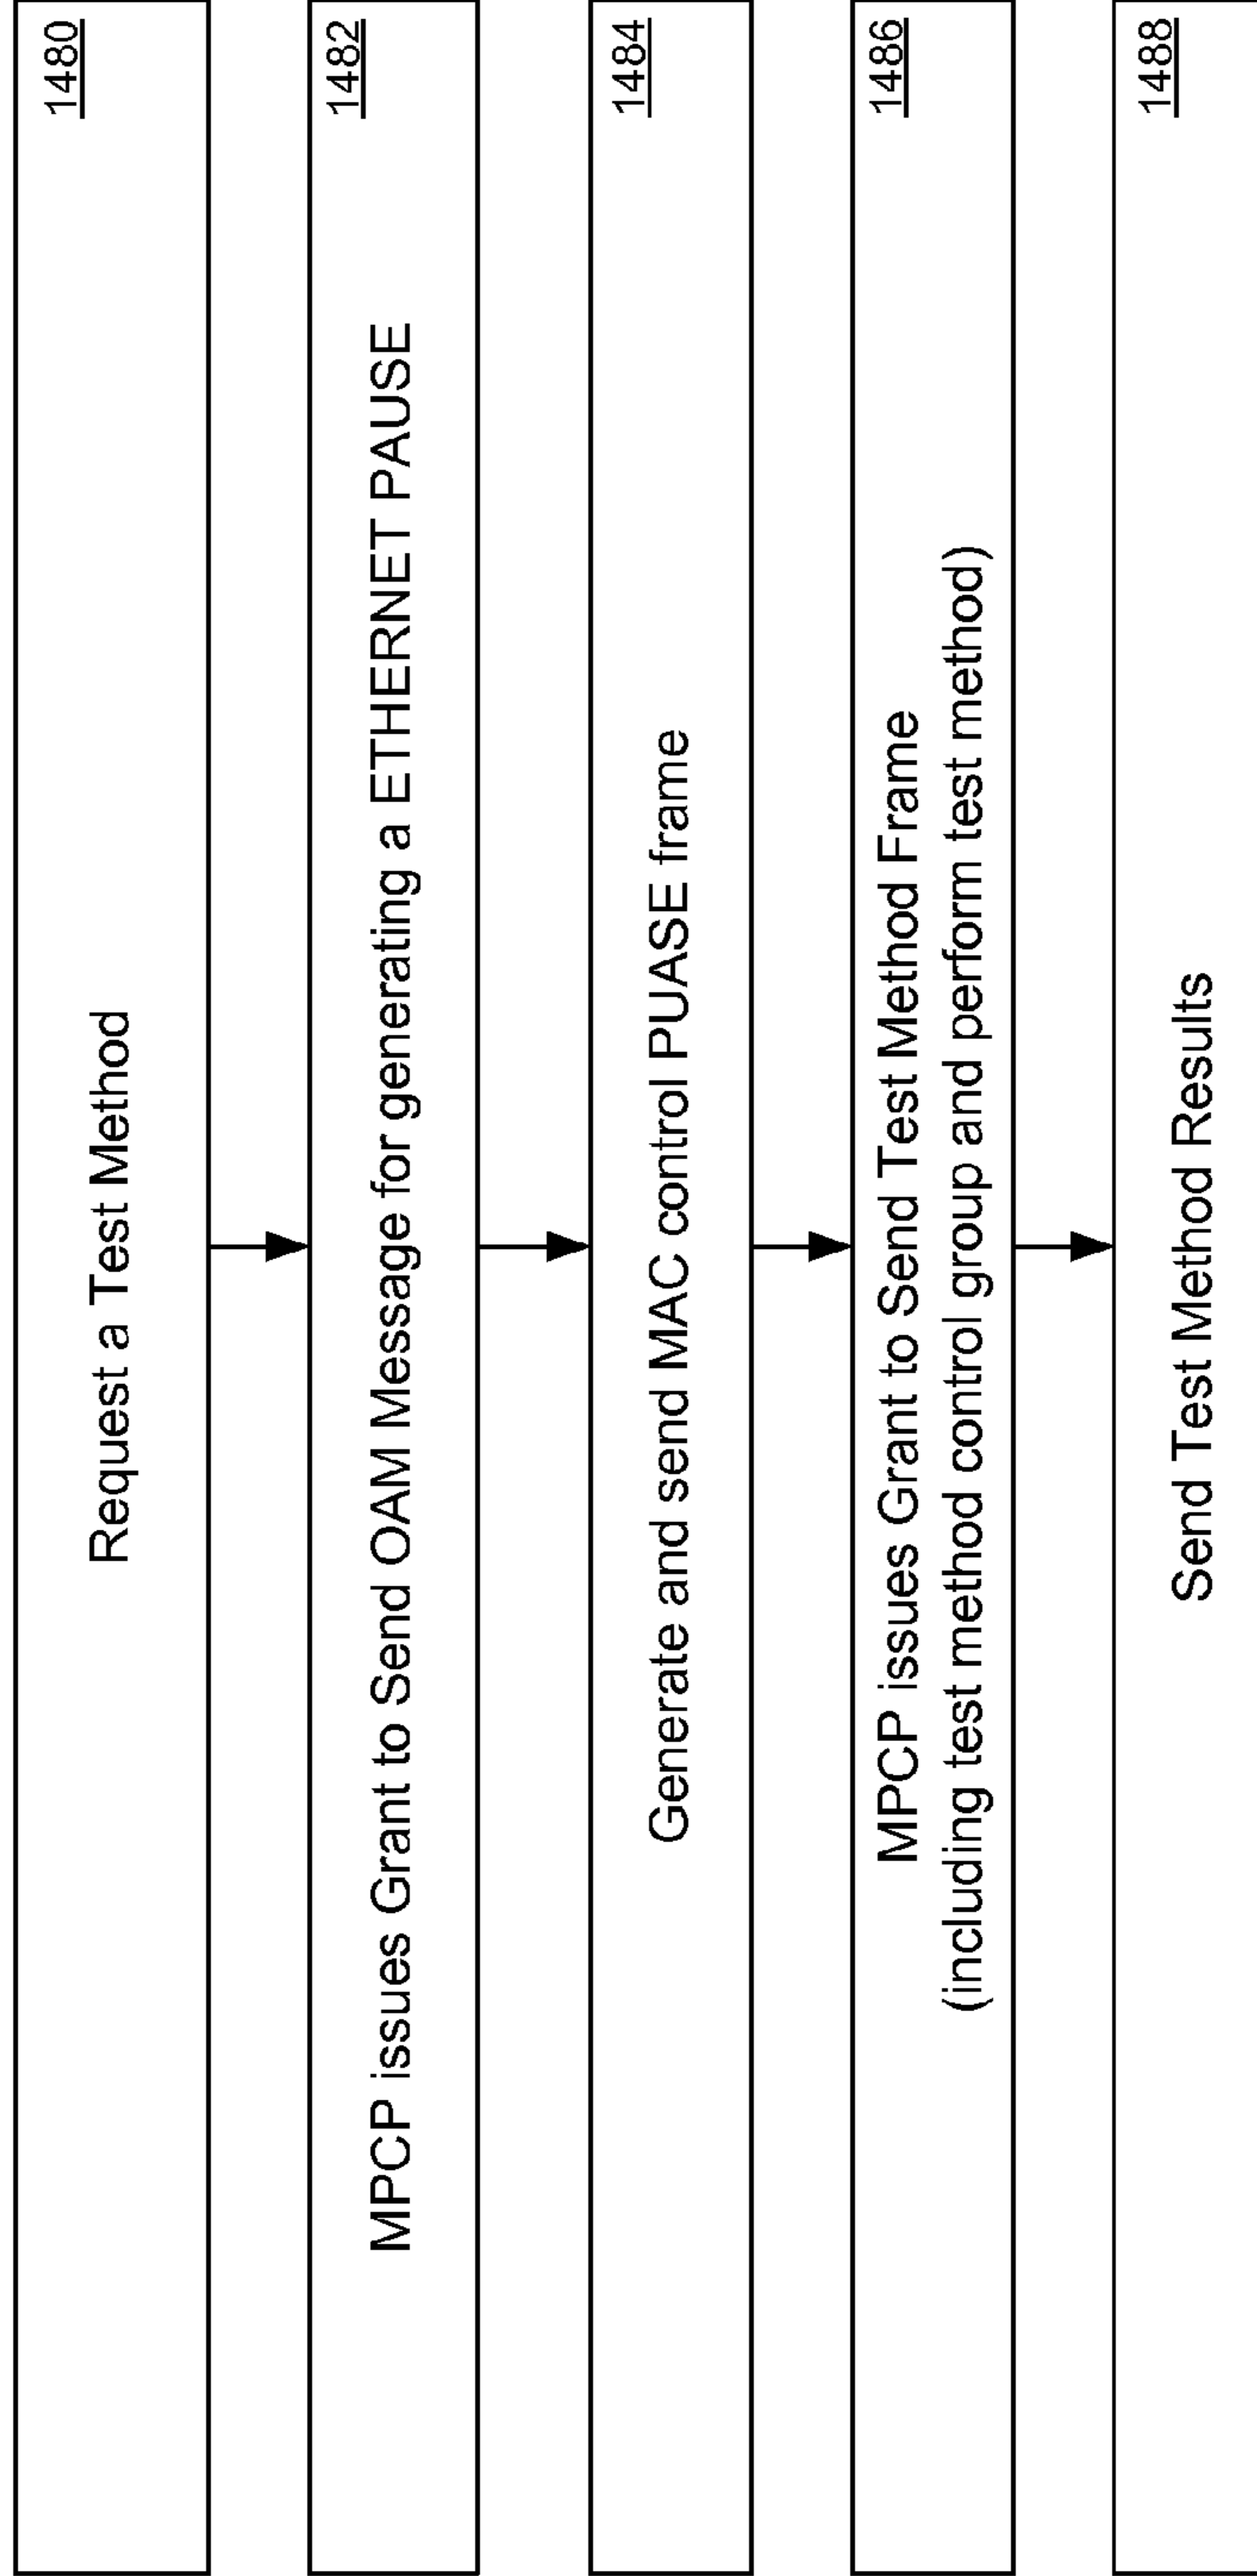 1480
Request a Test Method
1482
MPCP issues Grant to Send OAM Message for generating a ETHERNET PAUSE
1484
Generate and send MAC control PUASE frame
1486
MPCP issues Grant to Send Test Method Frame
(including test method control group and perform test method)
1488
Send Test Method Results